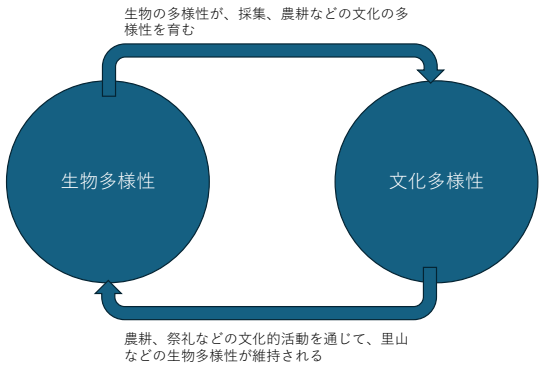 生物の多様性が、採集、農耕などの文化の多
様性を育む
生物多様性
文化多様性
農耕、祭礼などの文化的活動を通じて、里山
などの生物多様性が維持される